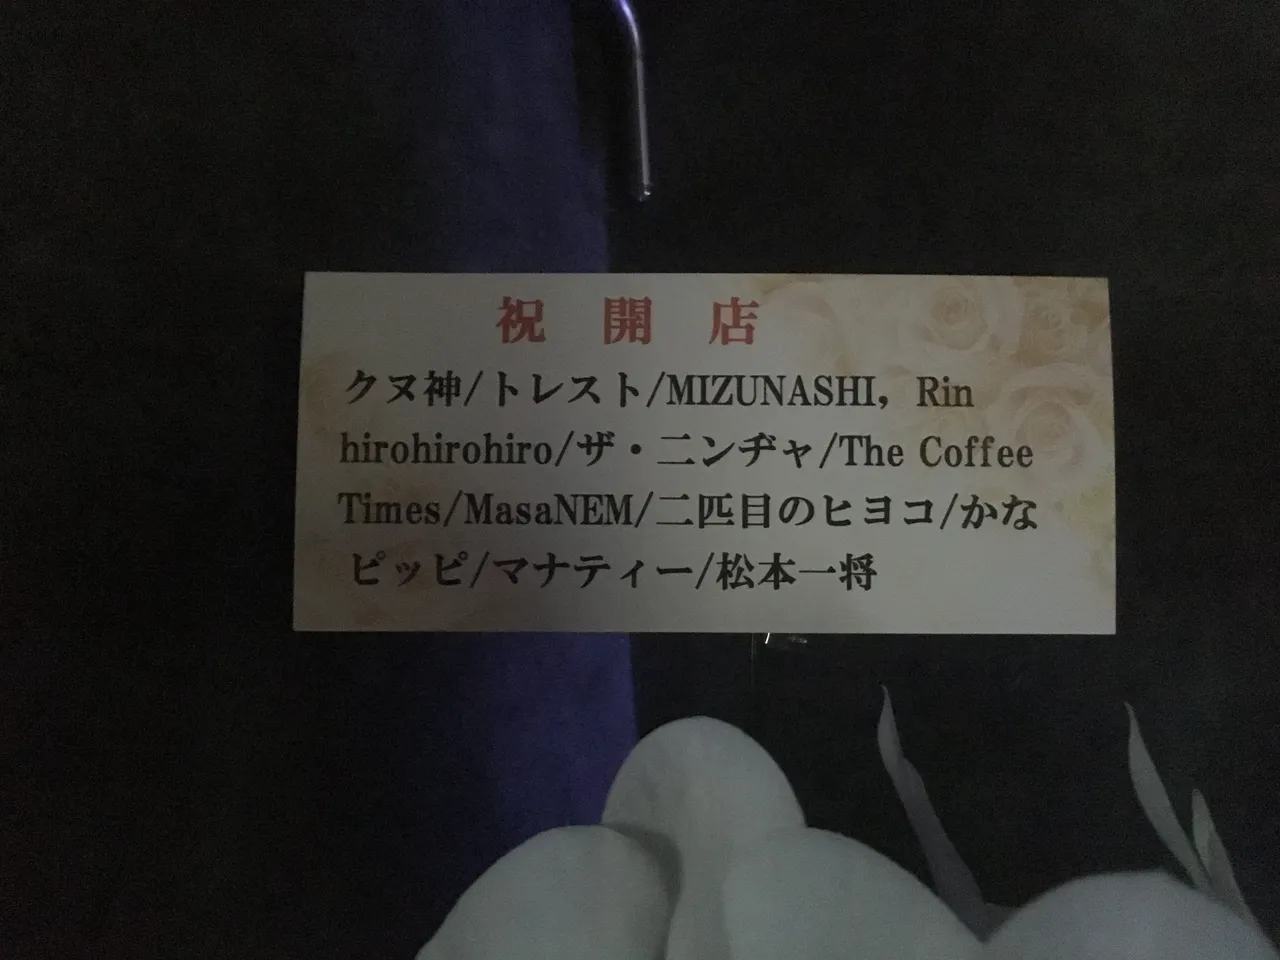 祝 開 店
クヌ神/トレスト/MIZUNASHI，Rin
hirohirohiro/ザ・二ンヂャ/The Coffee
Times/MasaNEM/二匹目のヒヨコ/かな
ピッピ/マナティー/松本一将